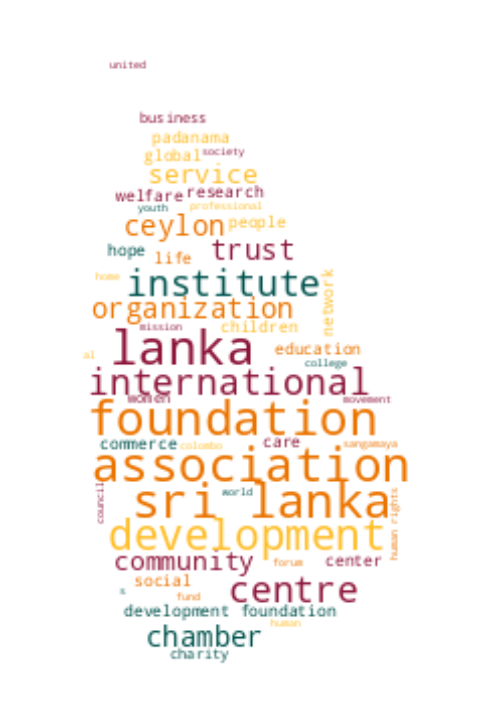 united
business
padanama
global society
service
welfare research
youth professional
ceylon people
hope life trust
home institute network
organization
mission children
lanka education
al college
international
women movement
foundation
commerce colombo care sangamaya
association
council sri lanka world human rights
development
community forum center
social
s fund centre
development foundation
human
chamber
charity